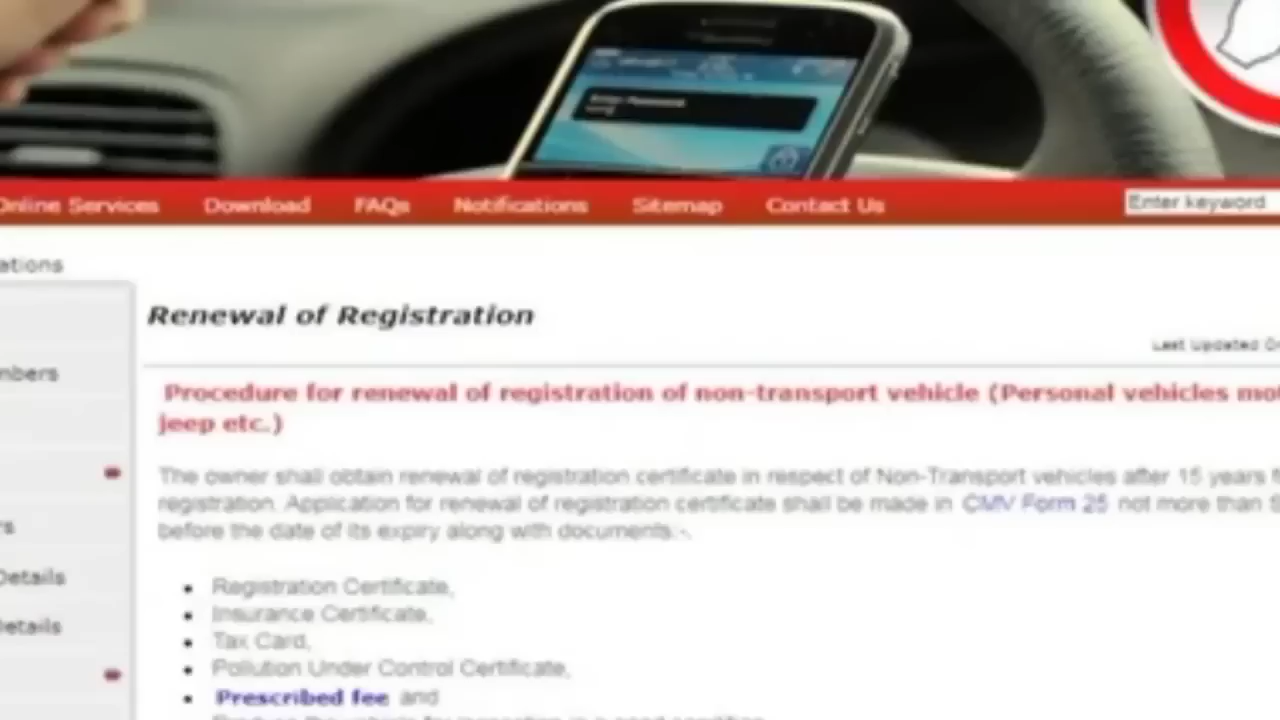 Online Services Download FAQs Notifications Sitemap Contact Us Enter keyword
Renewal of Registration
Last Updated
Procedure for renewal of registration of non-transport vehicle (Personal vehicles
jeep etc.)
The owner shall obtain renewal of registration certificate in respect of Non-Transport vehicles after 15 years
registration. Application for renewal of registration certificate shall be made in CMV Form 25 not more than
before the date of its expiry along with documents:-
Details
• Registration Certificate,
• Insurance Certificate,
• Tax Card,
• Pollution Under Control Certificate,
• Prescribed fee and